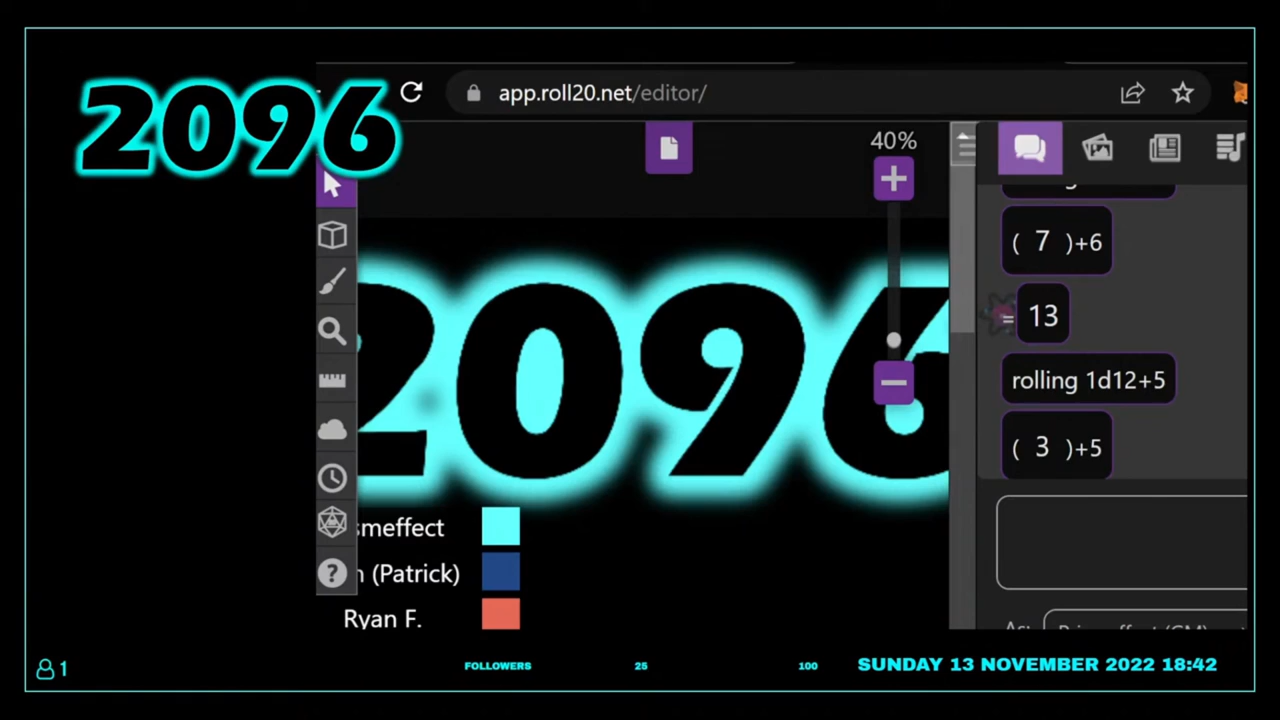 2096
app.roll20.net/editor/
40%
( 7 )+6
= 13
rolling 1d12+5
( 3 )+5
2096
smeffect
(Patrick)
Ryan F.
1
FOLLOWERS 25 100
SUNDAY 13 NOVEMBER 2022 18:42